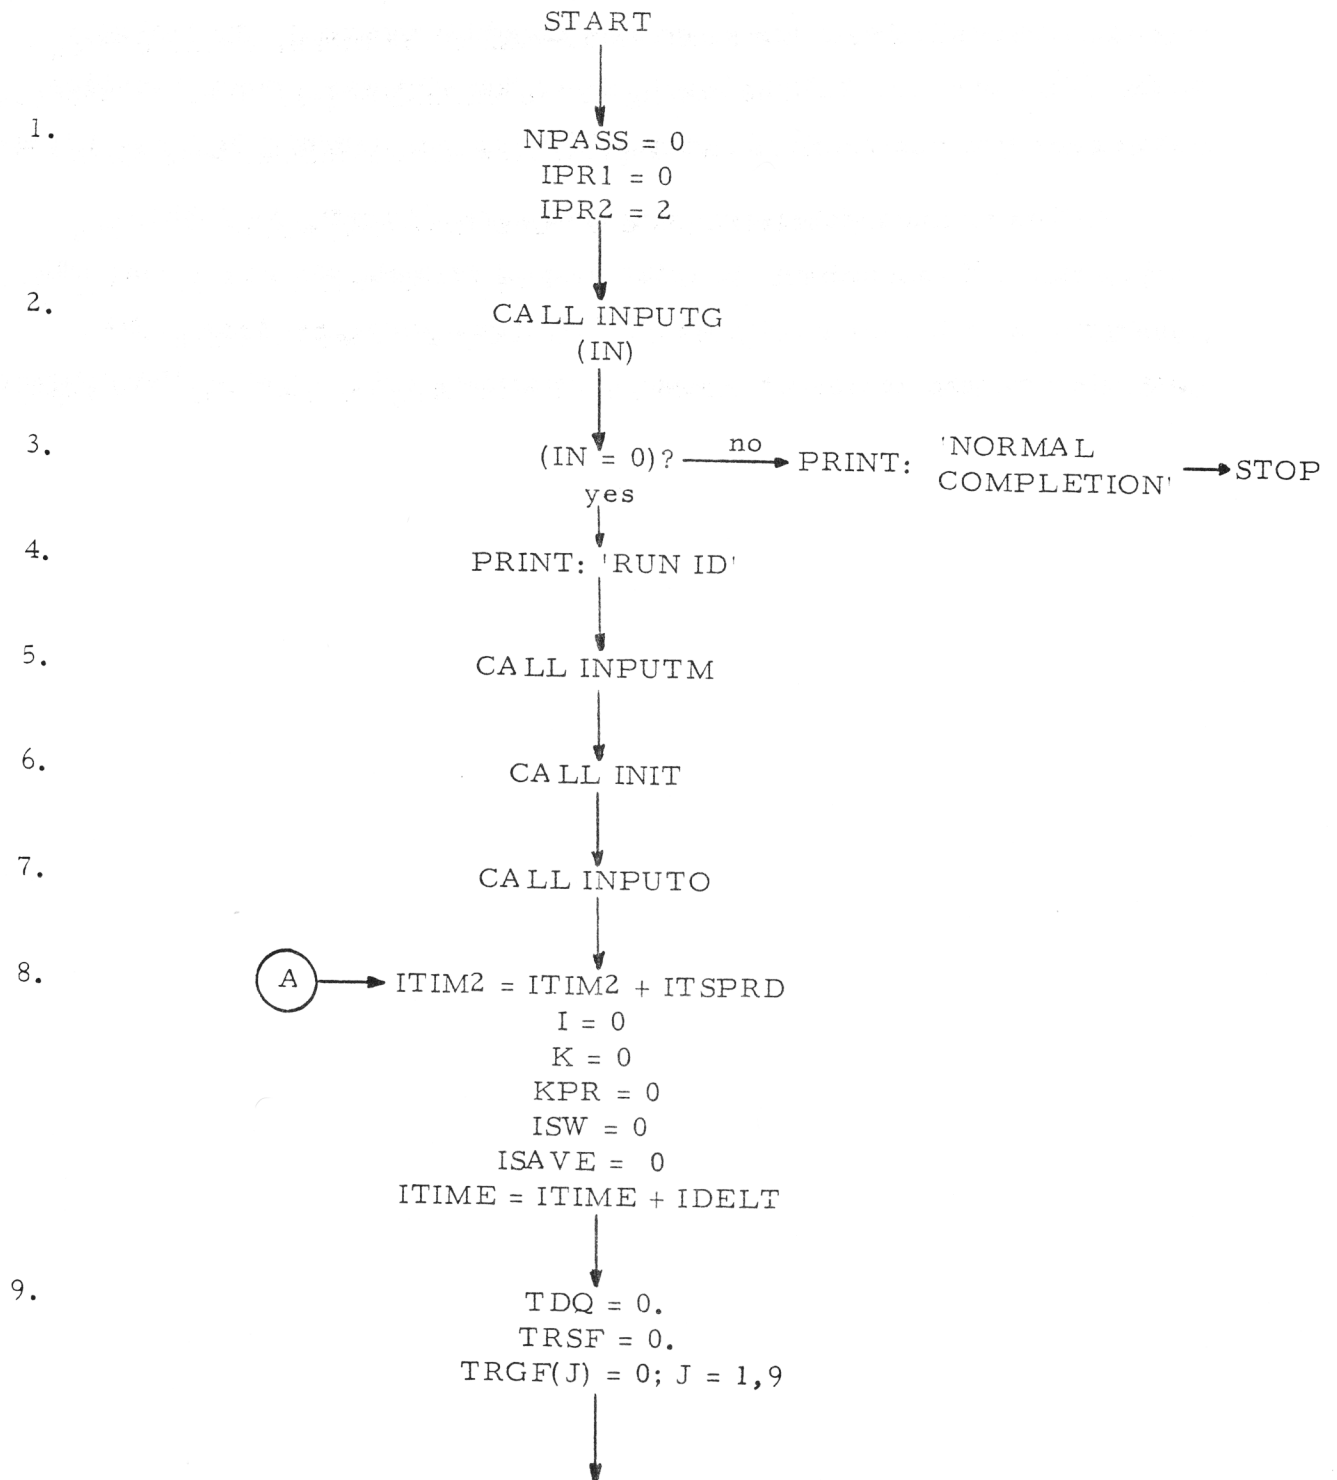 START
1.
NPASS = 0
IPR1 = 0
IPR2 = 2
2.
CALL INPUTG
(IN)
3.
(IN = 0)?
no
PRINT:
'NORMAL
COMPLETION'
STOP
yes
4.
PRINT: 'RUN ID'
5.
CALL INPUTM
6.
CALL INIT
7.
CALL INPUTO
8.
A
ITIM2 = ITIM2 + ITSPRD
I = 0
K = 0
KPR = 0
ISW = 0
ISAVE = 0
ITIME = ITIME + IDELT
9.
TDQ = 0.
TRSF = 0.
TRGF(J) = 0; J = 1,9